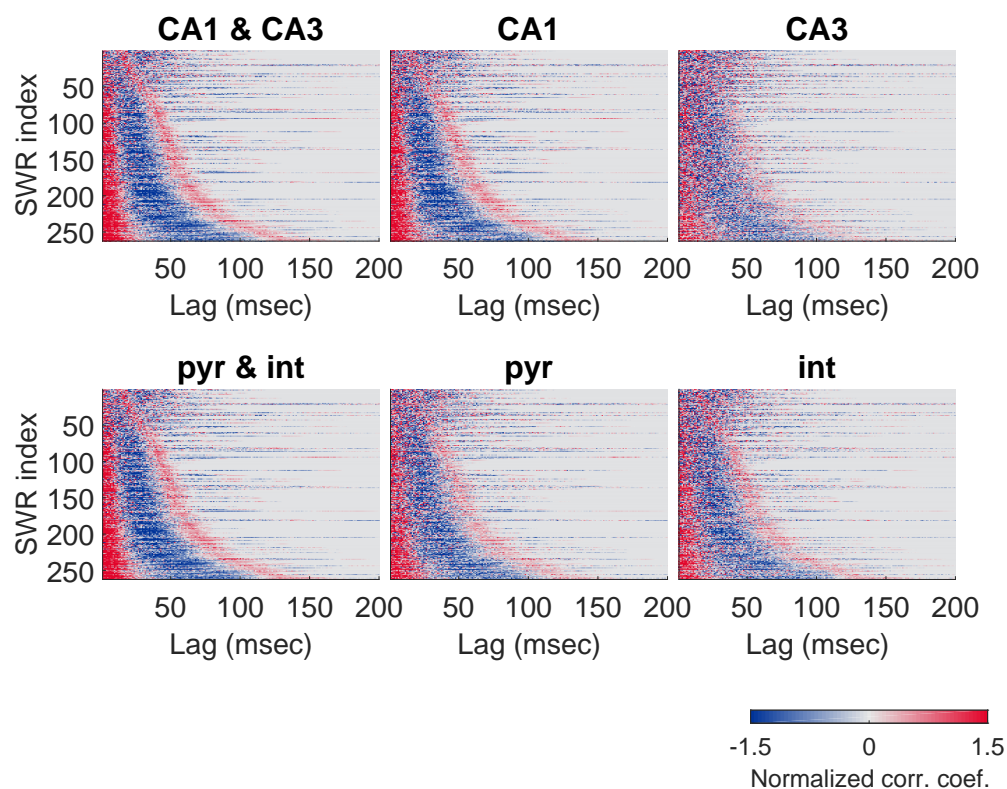 CA1 & CA3 CA1 CA3
SWR index
50
100
150
200
250
50 100 150 200 50 100 150 200 50 100 150 200
Lag (msec) Lag (msec) Lag (msec)
pyr & int pyr int
SWR index
50
100
150
200
250
50 100 150 200 50 100 150 200 50 100 150 200
Lag (msec) Lag (msec) Lag (msec)
-1.5 0 1.5
Normalized corr. coef.